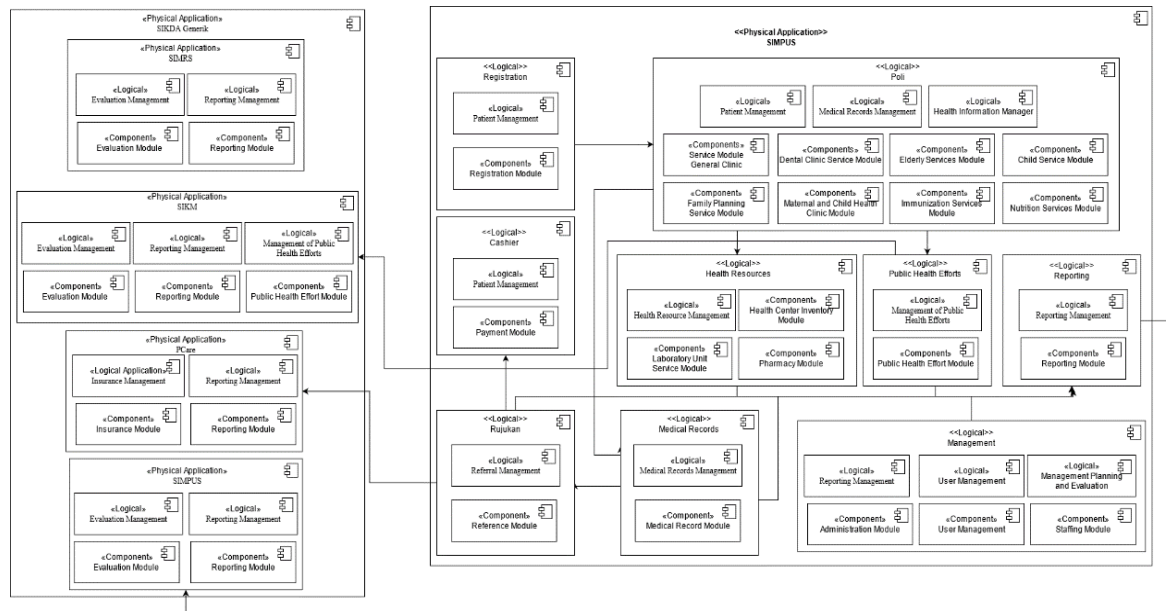 «Physical Application»
SIKDA Generik
«Physical Application»
SIMRS
«Logical»
Evaluation Management
«Logical»
Reporting Management
«Component»
Evaluation Module
«Component»
Reporting Module
«Physical Application»
SIKM
«Logical»
Evaluation Management
«Logical»
Reporting Management
«Logical»
Management of Public
Health Efforts
«Component»
Evaluation Module
«Component»
Reporting Module
«Component»
Public Health Effort Module
«Physical Application»
PCare
«Logical Application»
Insurance Management
«Logical»
Reporting Management
«Component»
Insurance Module
«Component»
Reporting Module
«Physical Application»
SIMPUS
«Logical»
Evaluation Management
«Logical»
Reporting Management
«Component»
Evaluation Module
«Component»
Reporting Module
<<Physical Application>>
SIMPUS
<<Logical>>
Registration
«Logical»
Patient Management
«Component»
Registration Module
<<Logical>>
Poli
«Logical»
Patient Management
«Logical»
Medical Records Management
«Logical»
Health Information Manager
«Components»
Service Module
General Clinic
«Components»
Dental Clinic Service Module
«Component»
Elderly Services Module
«Component»
Child Service Module
«Component»
Family Planning
Service Module
«Component»
Maternal and Child Health
Clinic Module
«Component»
Immunization Services
Module
«Component»
Nutrition Services Module
<<Logical>>
Cashier
«Logical»
Patient Management
«Component»
Payment Module
<<Logical>>
Health Resources
«Logical»
Health Resource Management
«Component»
Health Center Inventory
Module
«Component»
Laboratory Unit
Service Module
«Component»
Pharmacy Module
<<Logical>>
Public Health Efforts
«Logical»
Management of Public
Health Efforts
«Component»
Public Health Effort Module
<<Logical>>
Reporting
«Logical»
Reporting Management
«Component»
Reporting Module
<<Logical>>
Rujukan
«Logical»
Referral Management
«Component»
Reference Module
<<Logical>>
Medical Records
«Logical»
Medical Records Management
«Component»
Medical Record Module
<<Logical>>
Management
«Logical»
Reporting Management
«Logical»
User Management
«Logical»
Management Planning
and Evaluation
«Component»
Administration Module
«Component»
User Management
«Component»
Staffing Module